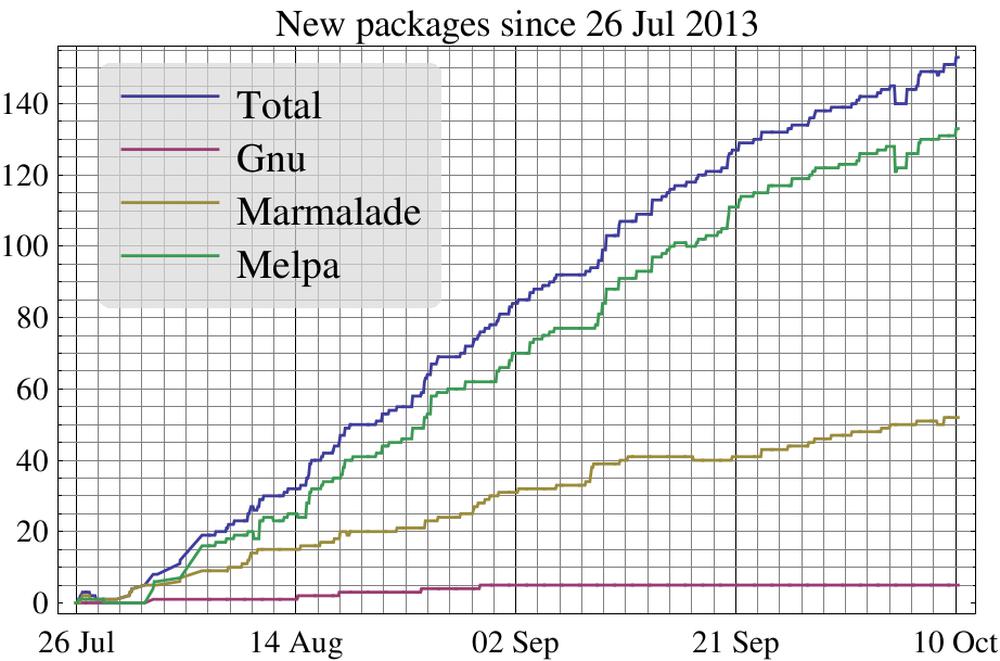 New packages since 26 Jul 2013
Total
Gnu
Marmalade
Melpa
140
120
100
80
60
40
20
0
26 Jul 14 Aug 02 Sep 21 Sep 10 Oct